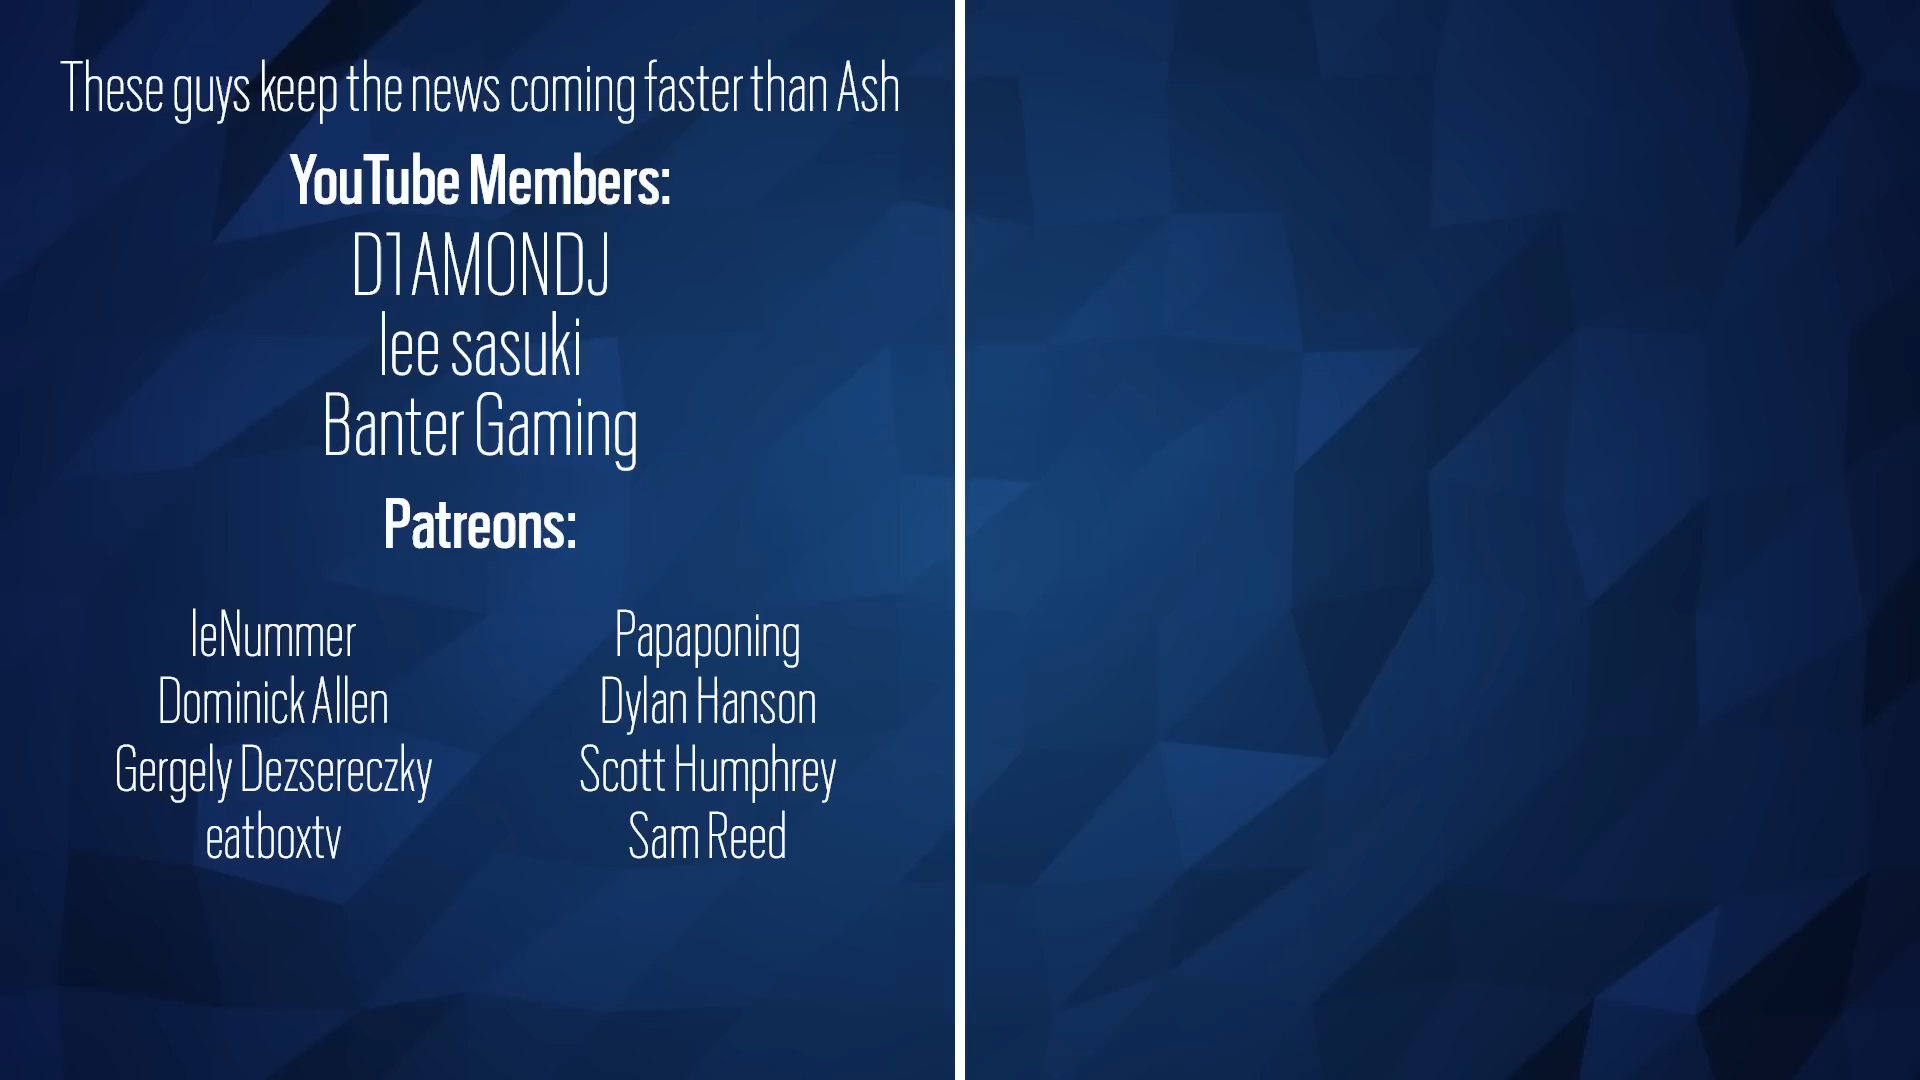 These guys keep the news coming faster than Ash
YouTube Members:
D1AMONDJ
lee sasuki
Banter Gaming
Patreons:
leNummer
Dominick Allen
Gergely Dezsereczky
eatboxtv
Papaponing
Dylan Hanson
Scott Humphrey
Sam Reed